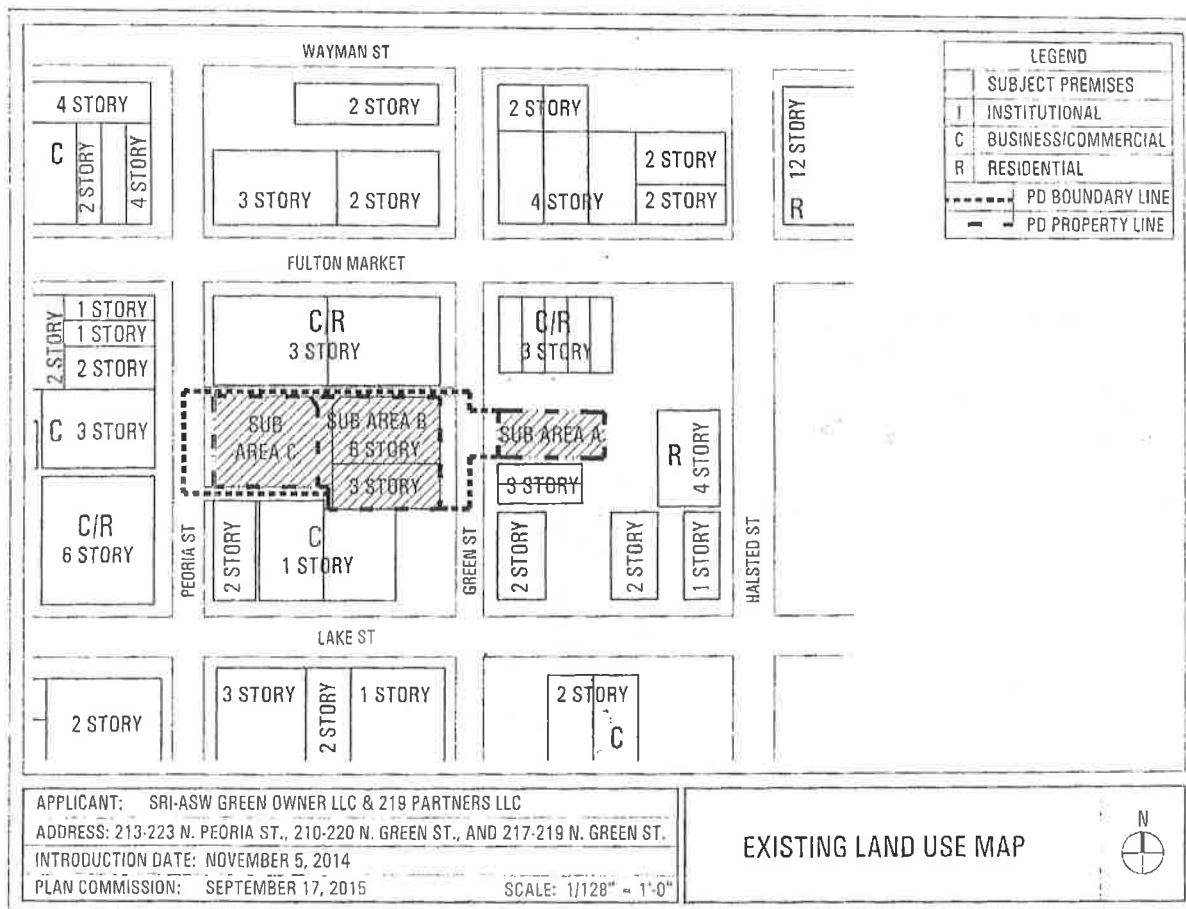 WAYMAN ST
LEGEND
SUBJECT PREMISES
I INSTITUTIONAL
C BUSINESS/COMMERCIAL
R RESIDENTIAL
PD BOUNDARY LINE
PD PROPERTY LINE
4 STORY
C
2 STORY
4 STORY
2 STORY
3 STORY
2 STORY
2 STORY
4 STORY
2 STORY
2 STORY
12 STORY
R
FULTON MARKET
2 STORY
1 STORY
1 STORY
2 STORY
C 3 STORY
C/R
6 STORY
PEORIA ST
C/R
3 STORY
SUB
AREA C
SUB AREA B
6 STORY
3 STORY
2 STORY
C
1 STORY
GREEN ST
C/R
3 STORY
SUB AREA A
3 STORY
2 STORY
2 STORY
1 STORY
R
4 STORY
HALSTED ST
LAKE ST
2 STORY
3 STORY
2 STORY
1 STORY
2 STORY
C
APPLICANT: SRI-ASW GREEN OWNER LLC & 219 PARTNERS LLC
ADDRESS: 213-223 N. PEORIA ST., 210-220 N. GREEN ST., AND 217-219 N. GREEN ST.
INTRODUCTION DATE: NOVEMBER 5, 2014
PLAN COMMISSION: SEPTEMBER 17, 2015 SCALE: 1/128" = 1'-0"
EXISTING LAND USE MAP
N